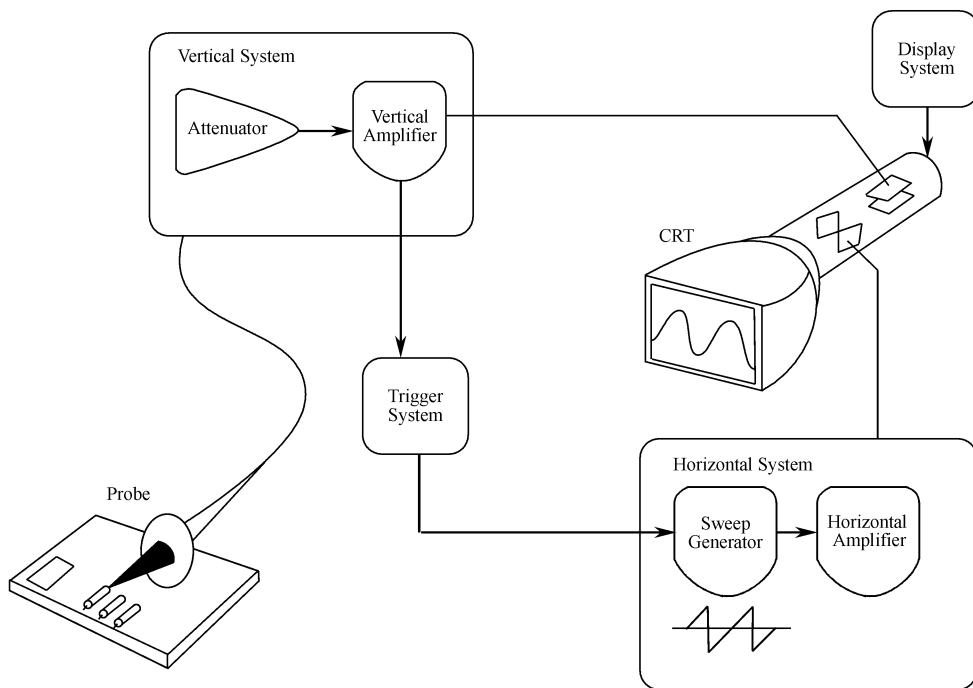 Vertical System
Attenuator
Vertical
Amplifier
Display
System
CRT
Trigger
System
Probe
Horizontal System
Sweep
Generator
Horizontal
Amplifier